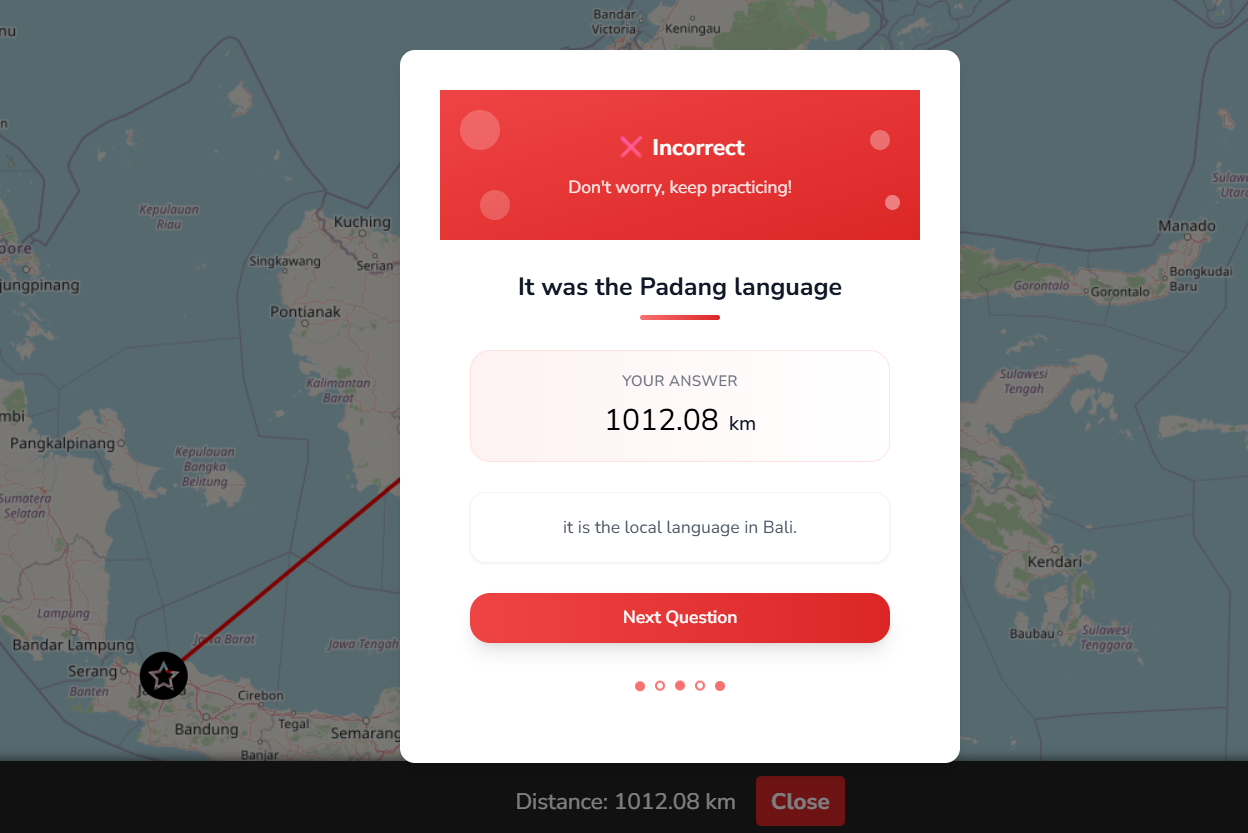 nu
Bandar
Victoria
Keningau
n
Kepulauan
Riau
Kuching
Singkawang
Serian
pore
jungpinang
Pontianak
Kalimantan
Barat
mbi
Pangkalpinang
Kepulauan
Bangka
Belitung
Sumatera
Selatan
Lampung
Bandar Lampung
Serang
Banten
Jawa Barat
Jawa Tengah
Cirebon
Tegal
Bandung
Semarang
Banjar
❌ Incorrect
Don't worry, keep practicing!
It was the Padang language
YOUR ANSWER
1012.08 km
it is the local language in Bali.
Next Question
Sulawesi
Utara
Manado
Bongkudai
Baru
Gorontalo
Gorontalo
Sulawesi
Tengah
Kendari
Baubau
Sulawesi
Tenggara
Distance: 1012.08 km
Close